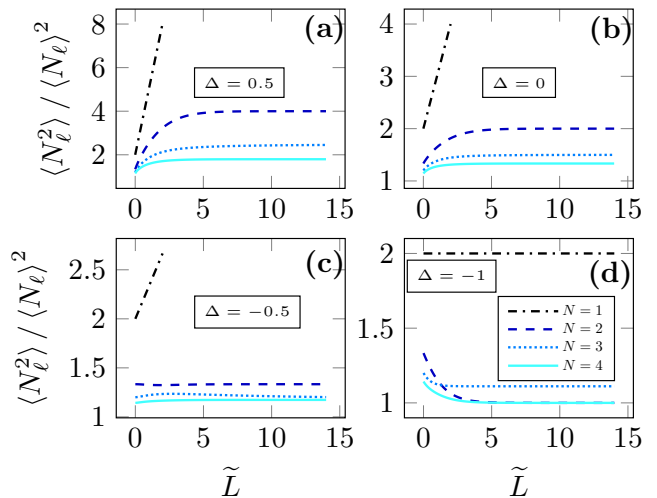 ⟨N_ℓ^2⟩ / ⟨N_ℓ⟩^2
8
6
4
2
(a)
Δ = 0.5
0 5 10 15
4
3
2
1
(b)
Δ = 0
0 5 10 15
⟨N_ℓ^2⟩ / ⟨N_ℓ⟩^2
2.5
2
1.5
1
(c)
Δ = −0.5
0 5 10 15
L̃
2
1.5
1
(d)
Δ = −1
N = 1
N = 2
N = 3
N = 4
0 5 10 15
L̃